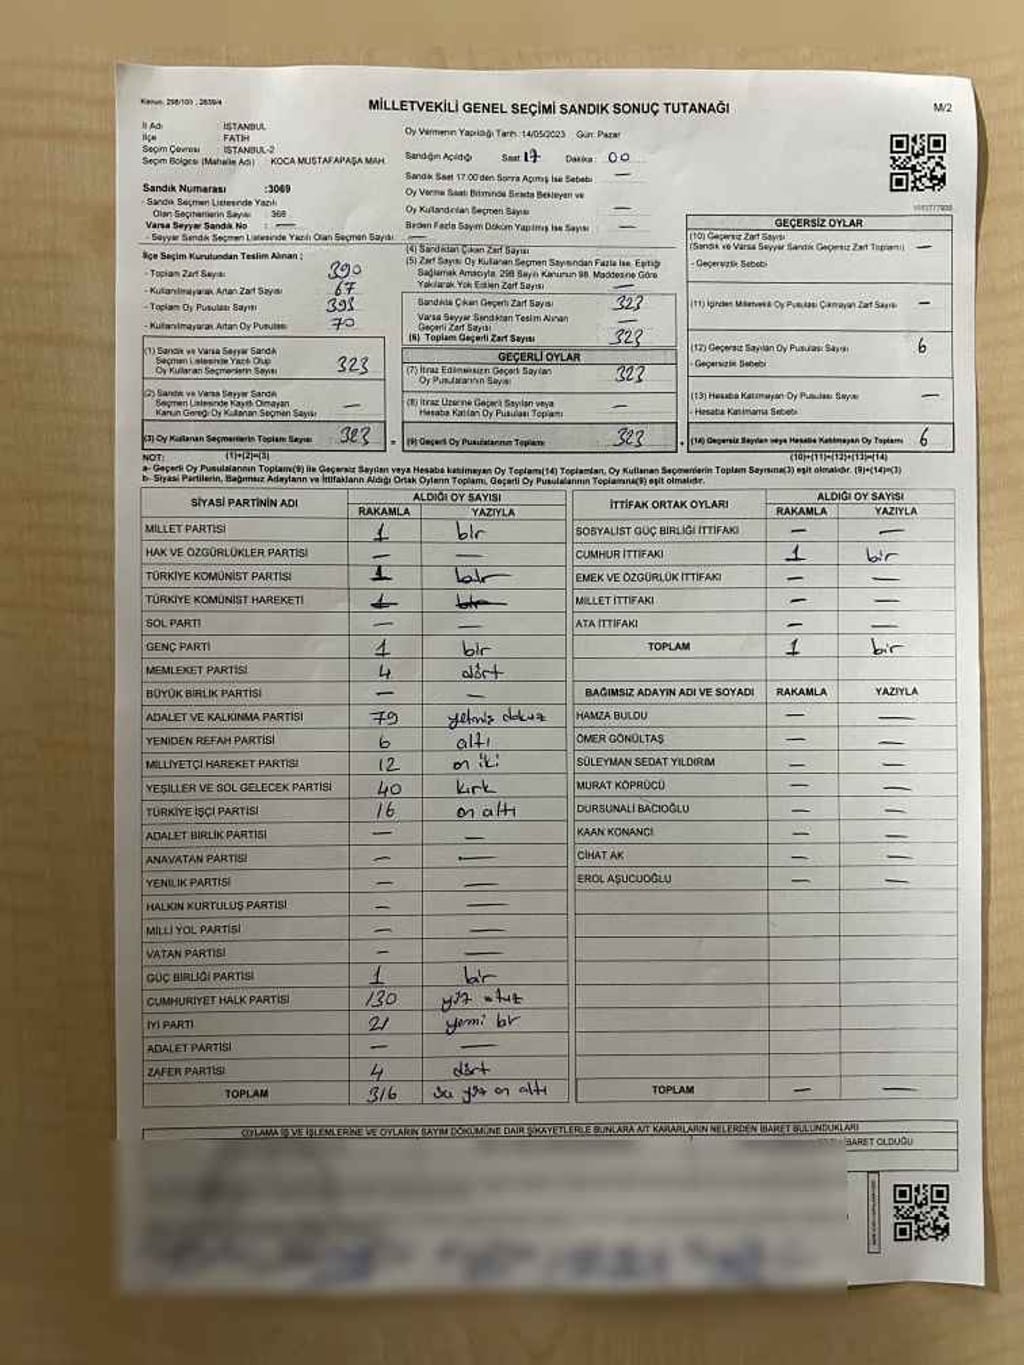 Kanun: 298/103 , 2839/4
MİLLETVEKİLİ GENEL SEÇİMİ SANDIK SONUÇ TUTANAĞI
M/2
İl Adı : İSTANBUL
İlçe : FATİH
Seçim Çevresi : İSTANBUL-2
Seçim Bölgesi (Mahalle Adı) KOCA MUSTAFAPAŞA MAH.
Oy Vermenin Yapıldığı Tarih :14/05/2023 Gün: Pazar
Sandığın Açıldığı Saat 17 Dakika : 00
Sandık Saat 17.00'den Sonra Açılmış İse Sebebi —
Oy Verme Saati Bitiminde Sırada Bekleyen ve
Oy Kullandırılan Seçmen Sayısı —
Birden Fazla Sayım Döküm Yapılmış İse Sayısı —
Sandık Numarası :3069
- Sandık Seçmen Listesinde Yazılı
Olan Seçmenlerin Sayısı : 368
Varsa Seyyar Sandık No : —
- Seyyar Sandık Seçmen Listesinde Yazılı Olan Seçmen Sayısı : —
İlçe Seçim Kurulundan Teslim Alınan ;
- Toplam Zarf Sayısı 390
- Kullanılmayarak Artan Zarf Sayısı 67
- Toplam Oy Pusulası Sayısı 393
- Kullanılmayarak Artan Oy Pusulası 70
(1) Sandık ve Varsa Seyyar Sandık
Seçmen Listesinde Yazılı Olup
Oy Kullanan Seçmenlerin Sayısı 323
(2) Sandık ve Varsa Seyyar Sandık
Seçmen Listesinde Kayıtlı Olmayan
Kanun Gereği Oy Kullanan Seçmen Sayısı —
(3) Oy Kullanan Seçmenlerin Toplam Sayısı 323
(1)+(2)=(3)
(4) Sandıktan Çıkan Zarf Sayısı
(5) Zarf Sayısı Oy Kullanan Seçmen Sayısından Fazla İse, Eşitliği
Sağlamak Amacıyla, 298 Sayılı Kanunun 98. Maddesine Göre
Yakılarak Yok Edilen Zarf Sayısı —
Sandıkta Çıkan Geçerli Zarf Sayısı 323
Varsa Seyyar Sandıktan Teslim Alınan
Geçerli Zarf Sayısı —
(6) Toplam Geçerli Zarf Sayısı 323
GEÇERLİ OYLAR
(7) İtiraz Edilmeksizin Geçerli Sayılan
Oy Pusulalarının Sayısı 323
(8) İtiraz Üzerine Geçerli Sayılan veya
Hesaba Katılan Oy Pusulası Toplamı —
= (9) Geçerli Oy Pusulalarının Toplamı 323
GEÇERSİZ OYLAR
(10) Geçersiz Zarf Sayısı
(Sandık ve Varsa Seyyar Sandık Geçersiz Zarf Toplamı) —
- Geçersizlik Sebebi
(11) İçinden Milletvekili Oy Pusulası Çıkmayan Zarf Sayısı —
(12) Geçersiz Sayılan Oy Pusulası Sayısı 6
- Geçersizlik Sebebi
(13) Hesaba Katılmayan Oy Pusulası Sayısı —
- Hesaba Katılmama Sebebi
(14) Geçersiz Sayılan veya Hesaba Katılmayan Oy Toplamı 6
(10)+(11)+(12)+(13)=(14)
NOT:
a- Geçerli Oy Pusulalarının Toplamı(9) ile Geçersiz Sayılan veya Hesaba katılmayan Oy Toplamı(14) Toplamları, Oy Kullanan Seçmenlerin Toplam Sayısına(3) eşit olmalıdır. (9)+(14)=(3)
b- Siyasi Partilerin, Bağımsız Adayların ve İttifakların Aldığı Ortak Oyların Toplamı, Geçerli Oy Pusulalarının Toplamına(9) eşit olmalıdır.
SİYASİ PARTİNİN ADI ALDIĞI OY SAYISI
RAKAMLA YAZIYLA
MİLLET PARTİSİ 1 bir
HAK VE ÖZGÜRLÜKLER PARTİSİ — —
TÜRKİYE KOMÜNİST PARTİSİ 1 bir
TÜRKİYE KOMÜNİST HAREKETİ 1 bir
SOL PARTİ — —
GENÇ PARTİ 1 bir
MEMLEKET PARTİSİ 4 dört
BÜYÜK BİRLİK PARTİSİ — —
ADALET VE KALKINMA PARTİSİ 79 yetmiş dokuz
YENİDEN REFAH PARTİSİ 6 altı
MİLLİYETÇİ HAREKET PARTİSİ 12 on iki
YEŞİLLER VE SOL GELECEK PARTİSİ 40 kırk
TÜRKİYE İŞÇİ PARTİSİ 16 on altı
ADALET BİRLİK PARTİSİ — —
ANAVATAN PARTİSİ — —
YENİLİK PARTİSİ — —
HALKIN KURTULUŞ PARTİSİ — —
MİLLİ YOL PARTİSİ — —
VATAN PARTİSİ — —
GÜÇ BİRLİĞİ PARTİSİ 1 bir
CUMHURİYET HALK PARTİSİ 130 yüz otuz
İYİ PARTİ 21 yirmi bir
ADALET PARTİSİ — —
ZAFER PARTİSİ 4 dört
TOPLAM 316 üç yüz on altı
İTTİFAK ORTAK OYLARI ALDIĞI OY SAYISI
RAKAMLA YAZIYLA
SOSYALİST GÜÇ BİRLİĞİ İTTİFAKI — —
CUMHUR İTTİFAKI 1 bir
EMEK VE ÖZGÜRLÜK İTTİFAKI — —
MİLLET İTTİFAKI — —
ATA İTTİFAKI — —
TOPLAM 1 bir
BAĞIMSIZ ADAYIN ADI VE SOYADI RAKAMLA YAZIYLA
HAMZA BULDU — —
ÖMER GÖNÜLTAŞ — —
SÜLEYMAN SEDAT YILDIRIM — —
MURAT KÖPRÜCÜ — —
DURSUNALİ BACIOĞLU — —
KAAN KONANCI — —
CİHAT AK — —
EROL AŞUCUOĞLU — —
TOPLAM — —
OYLAMA İŞ VE İŞLEMLERİNE VE OYLARIN SAYIM DÖKÜMÜNE DAİR ŞİKAYETLERLE BUNLARA AİT KARARLARIN NELERDEN İBARET BULUNDUKLARI
İBARET OLDUĞU